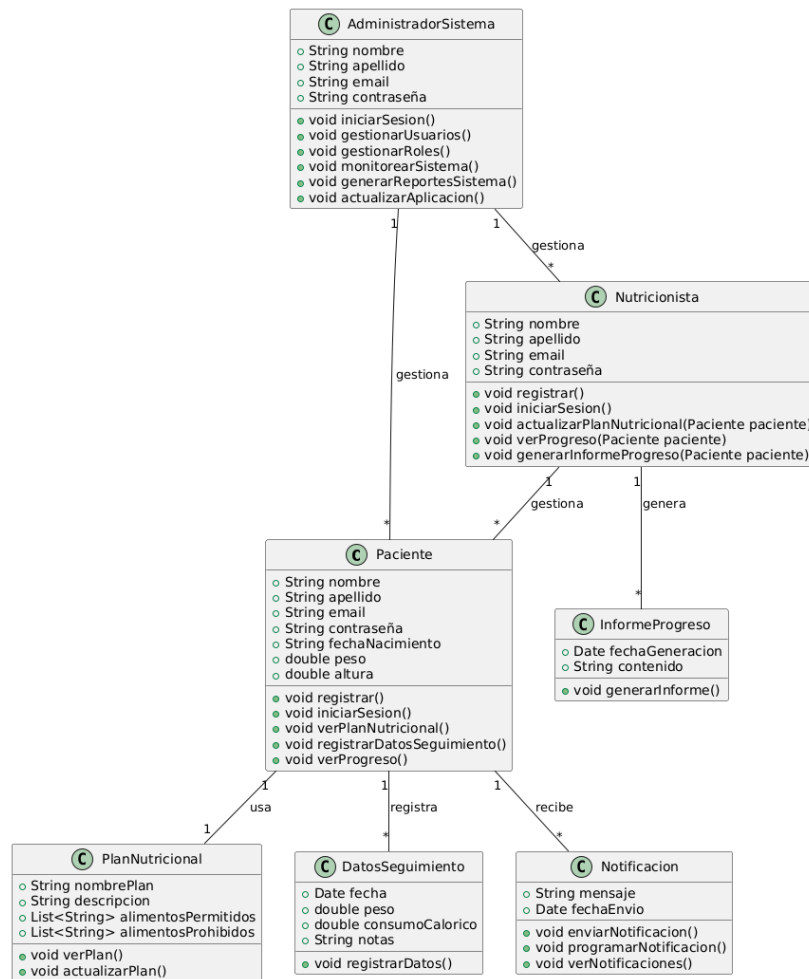 C AdministradorSistema
String nombre
String apellido
String email
String contraseña
void iniciarSesion()
void gestionarUsuarios()
void gestionarRoles()
void monitorearSistema()
void generarReportesSistema()
void actualizarAplicacion()
1 1
gestiona
*
C Nutricionista
String nombre
String apellido
String email
String contraseña
void registrar()
void iniciarSesion()
void actualizarPlanNutricional(Paciente paciente)
void verProgreso(Paciente paciente)
void generarInformeProgreso(Paciente paciente)
gestiona
1 1
gestiona genera
* *
*
C Paciente
String nombre
String apellido
String email
String contraseña
String fechaNacimiento
double peso
double altura
void registrar()
void iniciarSesion()
void verPlanNutricional()
void registrarDatosSeguimiento()
void verProgreso()
C InformeProgreso
Date fechaGeneracion
String contenido
void generarInforme()
1 1 1
usa registra recibe
1 * *
C PlanNutricional
String nombrePlan
String descripcion
List<String> alimentosPermitidos
List<String> alimentosProhibidos
void verPlan()
void actualizarPlan()
C DatosSeguimiento
Date fecha
double peso
double consumoCalorico
String notas
void registrarDatos()
C Notificacion
String mensaje
Date fechaEnvio
void enviarNotificacion()
void programarNotificacion()
void verNotificaciones()